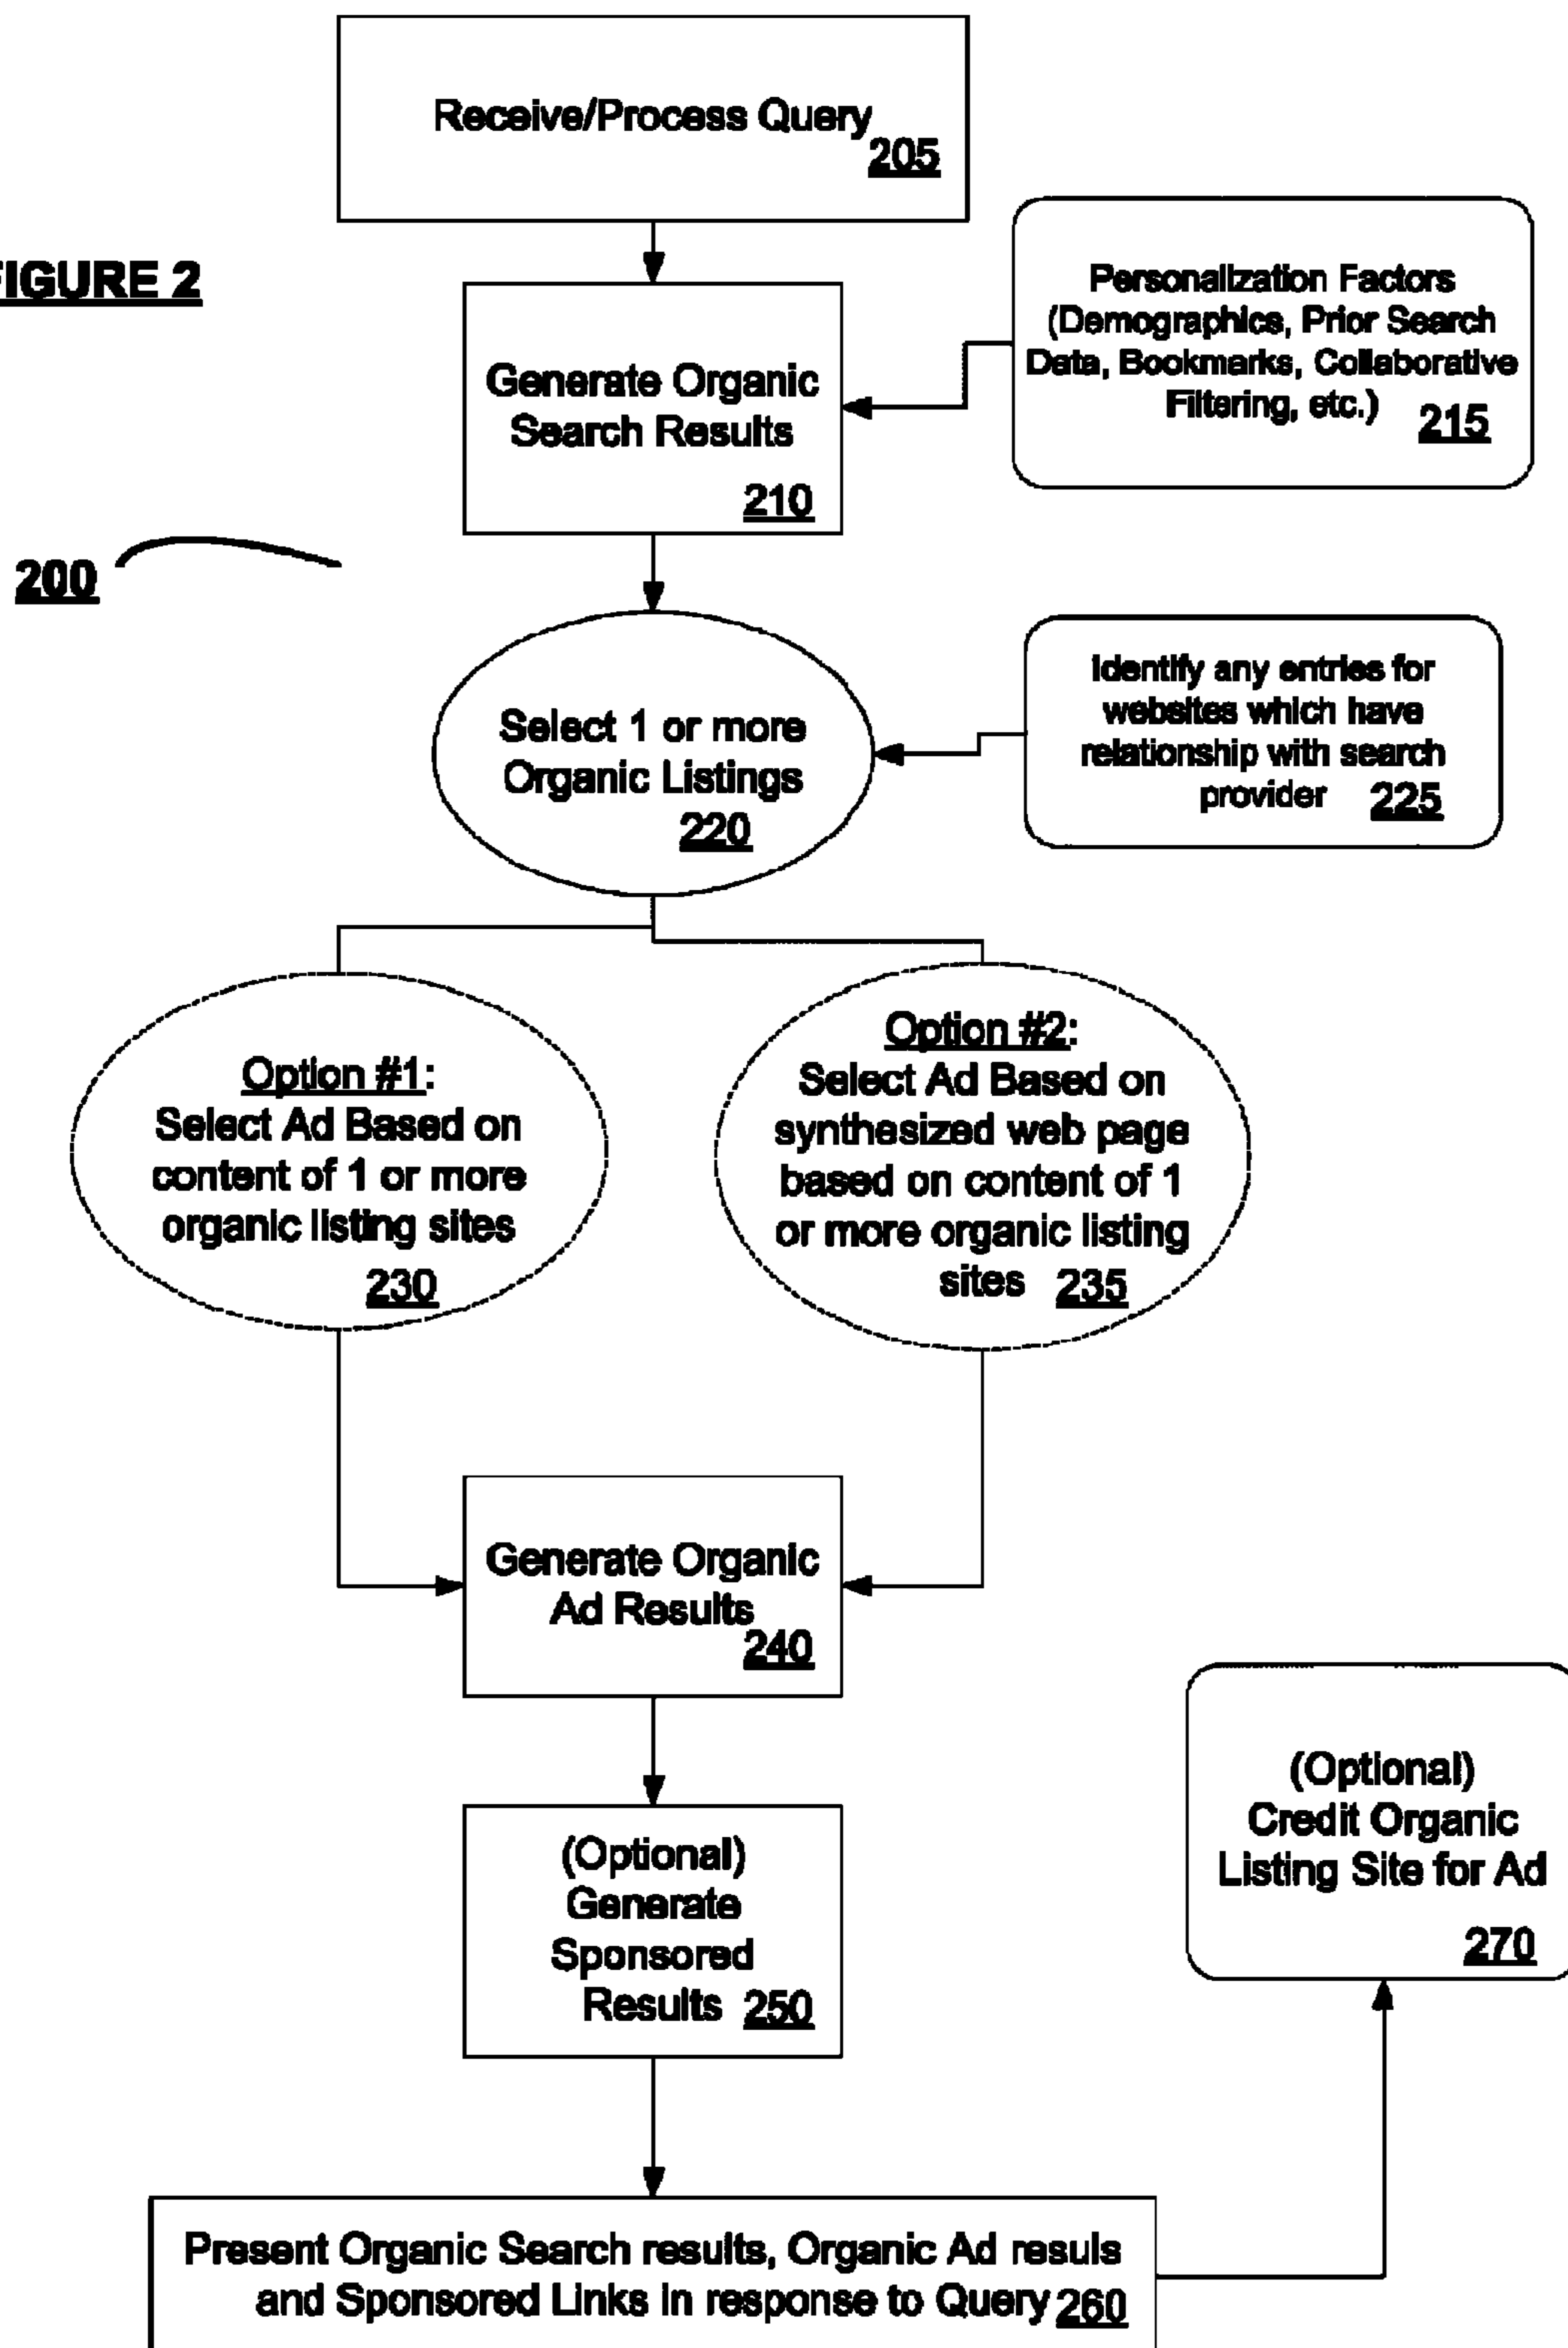 Receive/Process Query
205
FIGURE 2
Personalization Factors
(Demographics, Prior Search
Data, Bookmarks, Collaborative
Filtering, etc.) 215
Generate Organic
Search Results
210
200
Select 1 or more
Organic Listings
220
Identify any entries for
websites which have
relationship with search
provider 225
Option #1:
Select Ad Based on
content of 1 or more
organic listing sites
230
Option #2:
Select Ad Based on
synthesized web page
based on content of 1
or more organic listing
sites 235
Generate Organic
Ad Results
240
(Optional)
Generate
Sponsored
Results 250
(Optional)
Credit Organic
Listing Site for Ad
270
Present Organic Search results, Organic Ad resuls
and Sponsored Links in response to Query 260